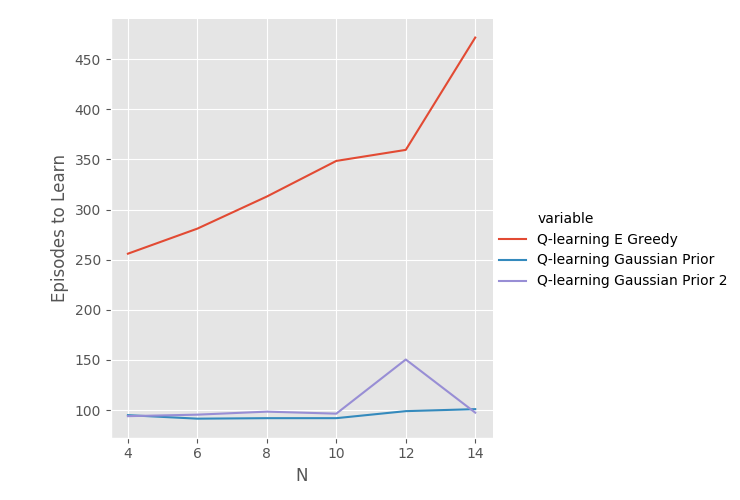 450
400
350
300
250
200
150
100
Episodes to Learn
4 6 8 10 12 14
N
variable
Q-learning E Greedy
Q-learning Gaussian Prior
Q-learning Gaussian Prior 2